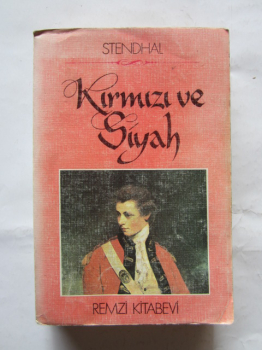 STENDHAL
Kırmızı ve
Siyah
REMZİ KİTABEVİ